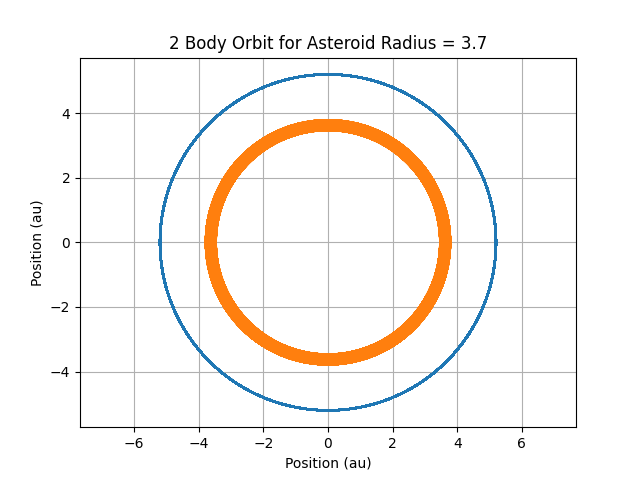 2 Body Orbit for Asteroid Radius = 3.7
4
2
0
−2
−4
Position (au)
−6 −4 −2 0 2 4 6
Position (au)